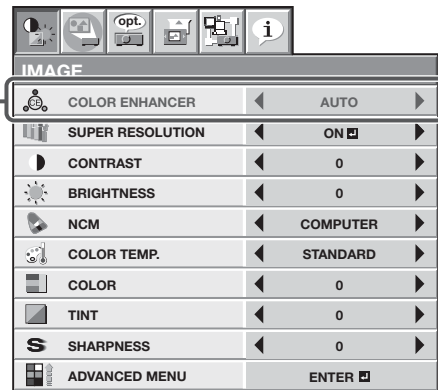 opt.
i
IMAGE
CE COLOR ENHANCER AUTO
SUPER RESOLUTION ON
CONTRAST 0
BRIGHTNESS 0
NCM COMPUTER
COLOR TEMP. STANDARD
COLOR 0
TINT 0
S SHARPNESS 0
ADVANCED MENU ENTER